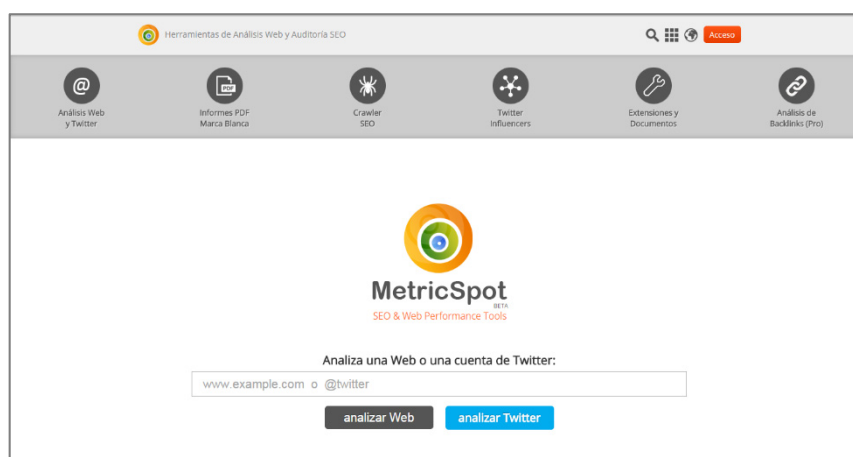 Herramientas de Análisis Web y Auditoría SEO
Acceso
@
Análisis Web
y Twitter
PDF
Informes PDF
Marca Blanca
Crawler
SEO
Twitter
Influencers
Extensiones y
Documentos
Análisis de
Backlinks (Pro)
MetricSpot
BETA
SEO & Web Performance Tools
Analiza una Web o una cuenta de Twitter:
www.example.com o @twitter
analizar Web
analizar Twitter